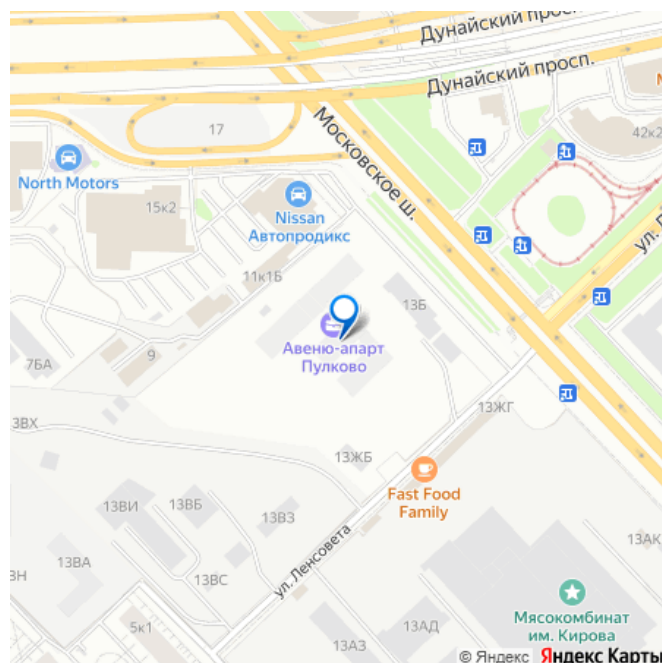 Дунайский
Дунайский просп.
42к2
17
Московское ш.
North Motors
15к2
Nissan
Автопродикс
11к1Б
13Б
Авеню-апарт
Пулково
9
7БА
13ЖГ
3ВХ
13ЖБ
Fast Food
Family
13ВИ
13ВБ
13ВЗ
ул. Ленсовета
13АК
13ВА
13ВС
ВН
5к1
13АЗ
13АД
Мясокомбинат
им. Кирова
© Яндекс Яндекс Карты